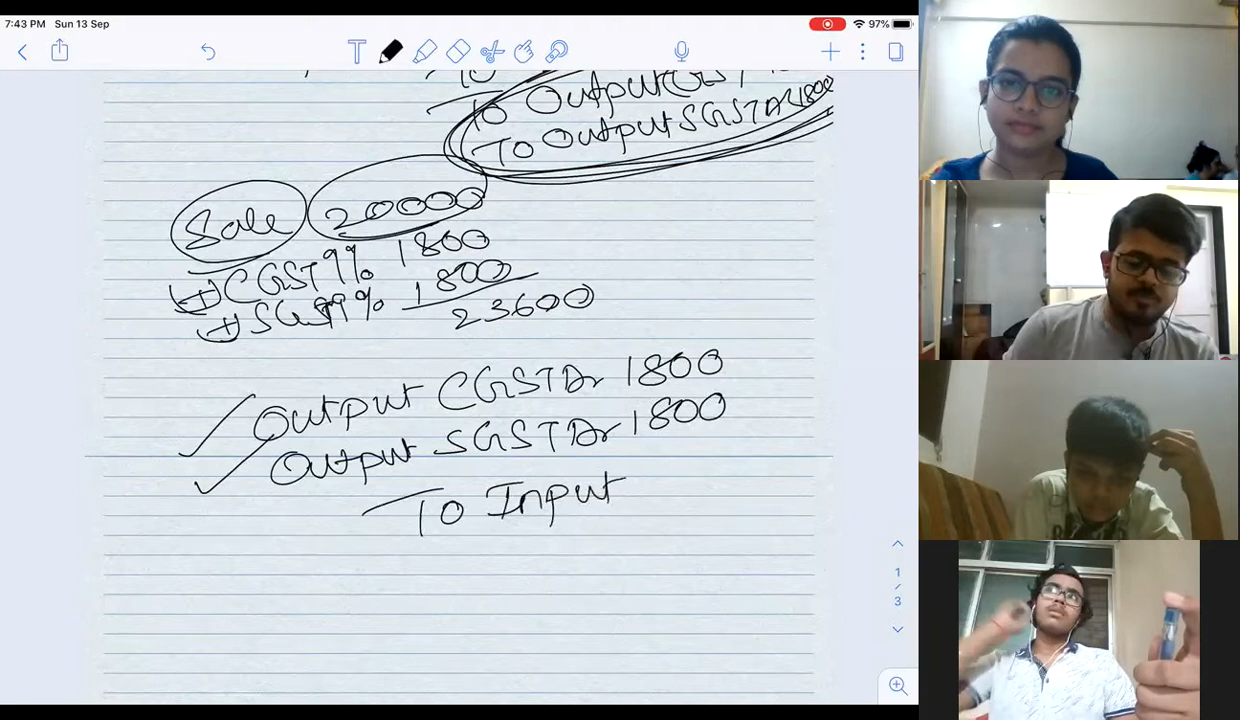 7:43 PM Sun 13 Sep
97%
To
To Output CGST
To Output SGST A/c 1800
Sale 20000
+ CGST 9% 1800
+ SGST 9% 1800
23600
Output CGST Dr 1800
Output SGST Dr 1800
To Input
1
3